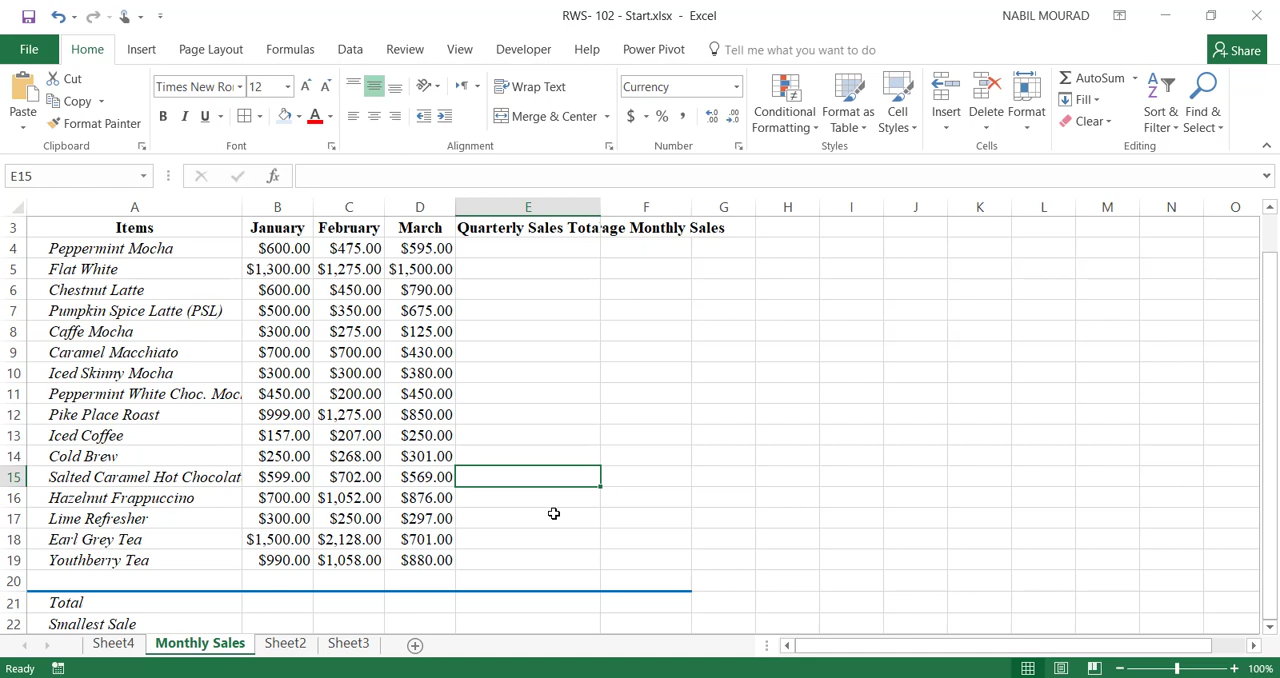 RWS- 102 - Start.xlsx - Excel
NABIL MOURAD
File Home Insert Page Layout Formulas Data Review View Developer Help Power Pivot Tell me what you want to do Share
Paste
Cut
Copy
Format Painter
Clipboard
Times New Ro 12
B I U
Font
Wrap Text
Merge & Center
Alignment
Currency
$ % ,
Number
Conditional Formatting
Format as Table
Cell Styles
Styles
Insert
Delete
Format
Cells
AutoSum
Fill
Clear
Sort & Filter
Find & Select
Editing
E15
fx
A B C D E F G H I J K L M N O
3 Items January February March Quarterly Sales Tota age Monthly Sales
4 Peppermint Mocha $600.00 $475.00 $595.00
5 Flat White $1,300.00 $1,275.00 $1,500.00
6 Chestnut Latte $600.00 $450.00 $790.00
7 Pumpkin Spice Latte (PSL) $500.00 $350.00 $675.00
8 Caffe Mocha $300.00 $275.00 $125.00
9 Caramel Macchiato $700.00 $700.00 $430.00
10 Iced Skinny Mocha $300.00 $300.00 $380.00
11 Peppermint White Choc. Moc $450.00 $200.00 $450.00
12 Pike Place Roast $999.00 $1,275.00 $850.00
13 Iced Coffee $157.00 $207.00 $250.00
14 Cold Brew $250.00 $268.00 $301.00
15 Salted Caramel Hot Chocolat $599.00 $702.00 $569.00
16 Hazelnut Frappuccino $700.00 $1,052.00 $876.00
17 Lime Refresher $300.00 $250.00 $297.00
18 Earl Grey Tea $1,500.00 $2,128.00 $701.00
19 Youthberry Tea $990.00 $1,058.00 $880.00
20
21 Total
22 Smallest Sale
Sheet4 Monthly Sales Sheet2 Sheet3
Ready
100%